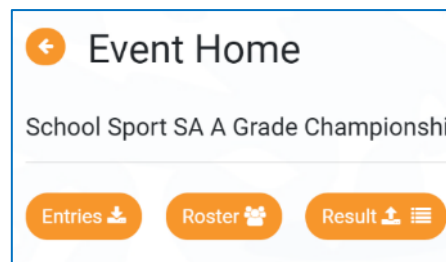 Event Home
School Sport SA A Grade Championshi
Entries Roster Result